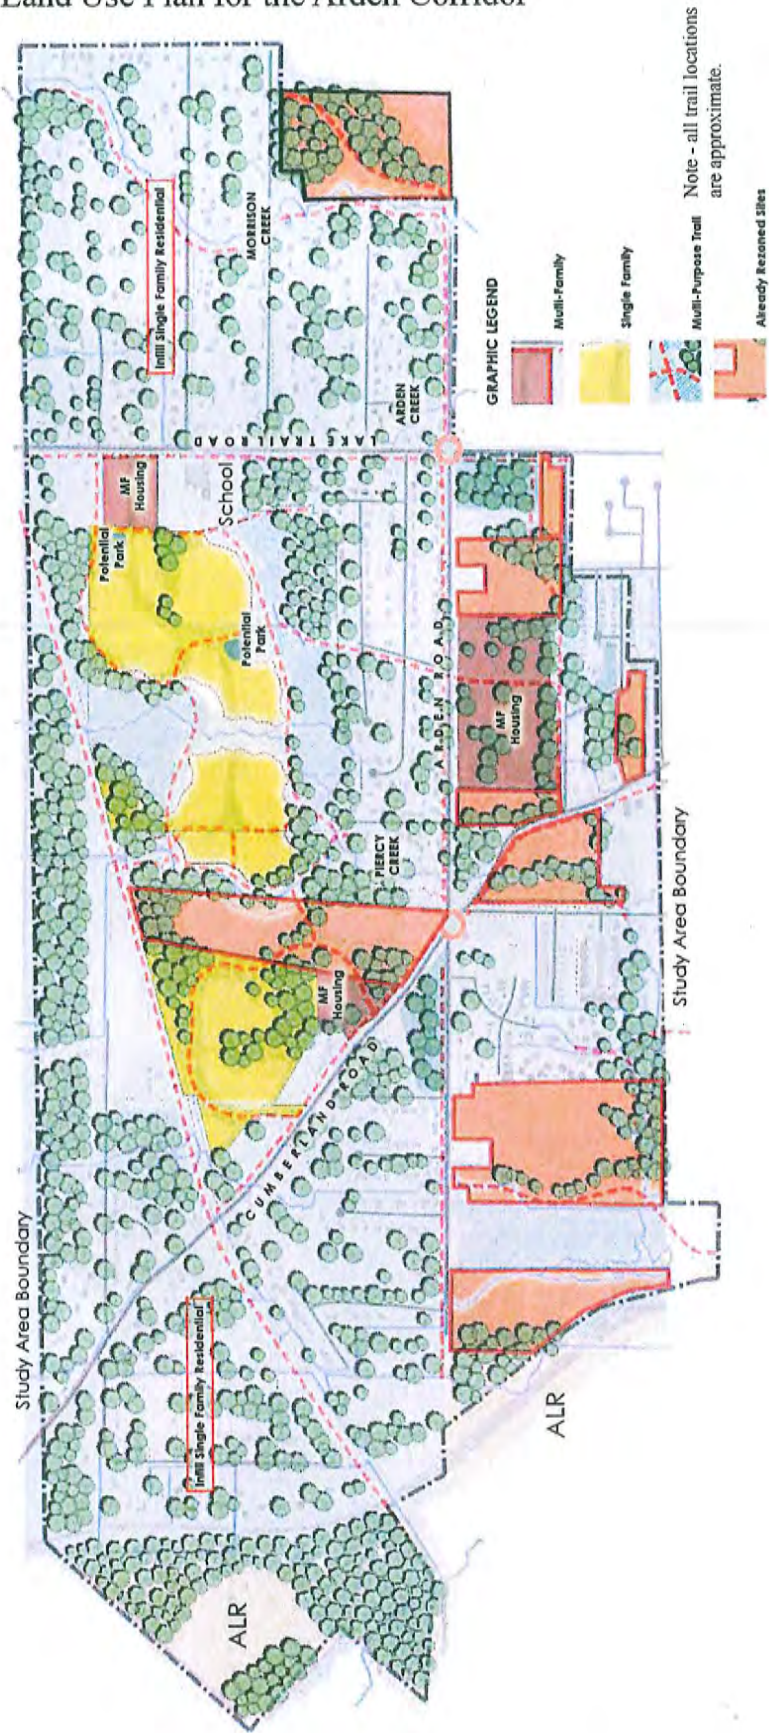 Land Use Plan for the Arden Corridor
Note - all trail locations
are approximate.
Infill Single Family Residential
MORRISON
CREEK
GRAPHIC LEGEND
Multi-Family
Single Family
Multi-Purpose Trail
Already Rezoned Sites
ARDEN
CREEK
LAKE TRAIL ROAD
School
MF
Housing
Potential
Park
Potential
Park
ARDEN ROAD
MF
Housing
PIERCY
CREEK
MF
Housing
CUMBERLAND ROAD
Study Area Boundary
Study Area Boundary
Infill Single Family Residential
ALR
ALR